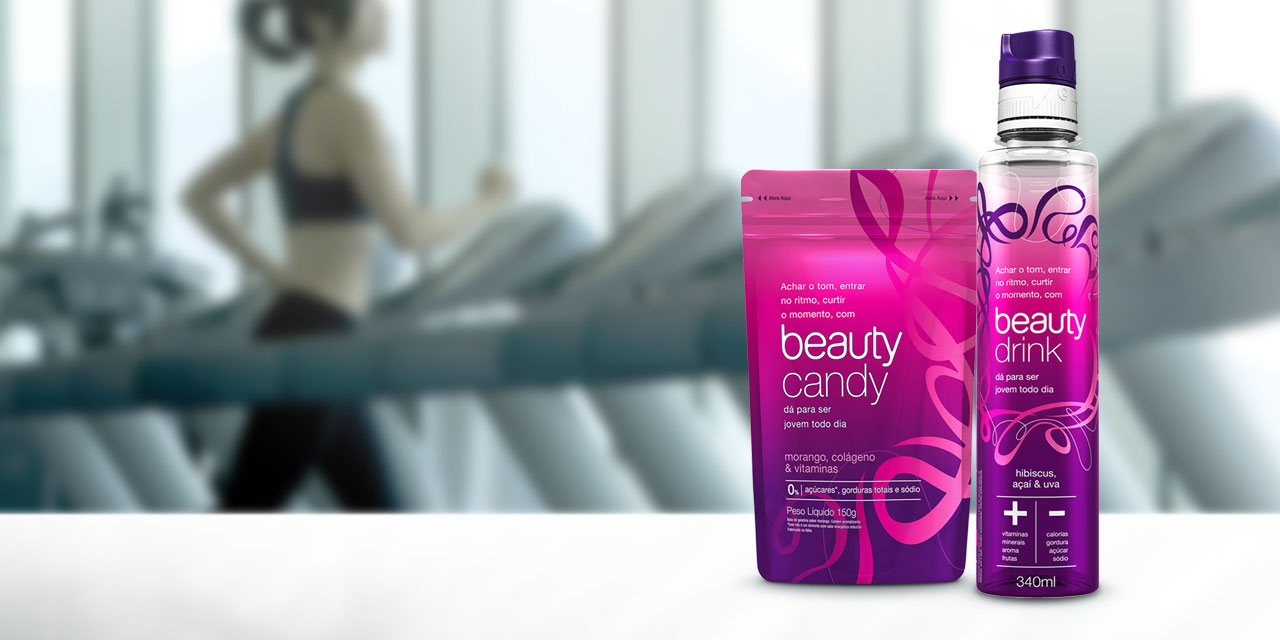 Abra Aqui
Abra Aqui
Achar o tom, entrar
no ritmo, curtir
o momento, com
beauty
candy
dá para ser
jovem todo dia
morango, colágeno
& vitaminas
0% açúcares*, gorduras totais e sódio
Peso Líquido 150g
Achar o tom, entrar
no ritmo, curtir
o momento, com
beauty
drink
dá para ser
jovem todo dia
hibiscus,
açaí & uva
+ −
vitaminas calorias
minerais gordura
aroma açúcar
frutas sódio
340ml